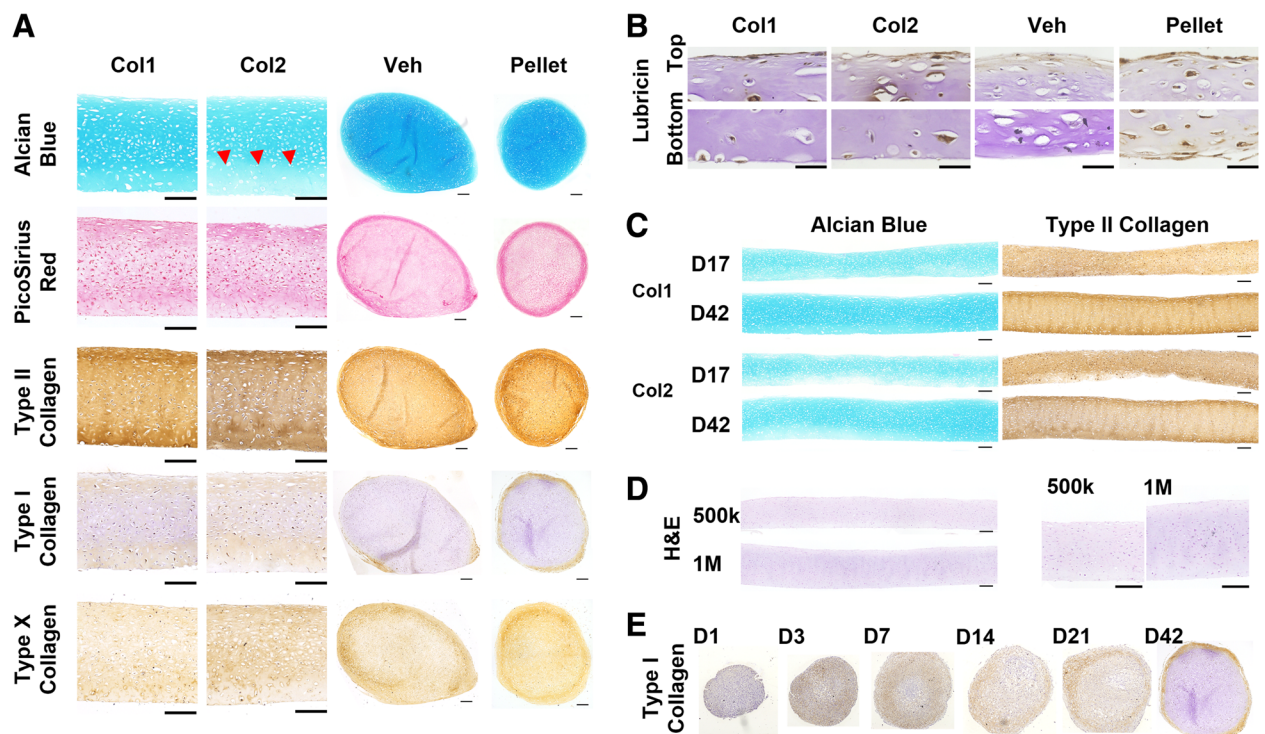 A
Col1 Col2 Veh Pellet
Alcian
Blue
PicoSirius
Red
Type II
Collagen
Type I
Collagen
Type X
Collagen
B
Col1 Col2 Veh Pellet
Lubricin
Top
Bottom
C
Alcian Blue Type II Collagen
Col1
D17
D42
Col2
D17
D42
D
H&E
500k
1M
500k 1M
E
D1 D3 D7 D14 D21 D42
Type I
Collagen